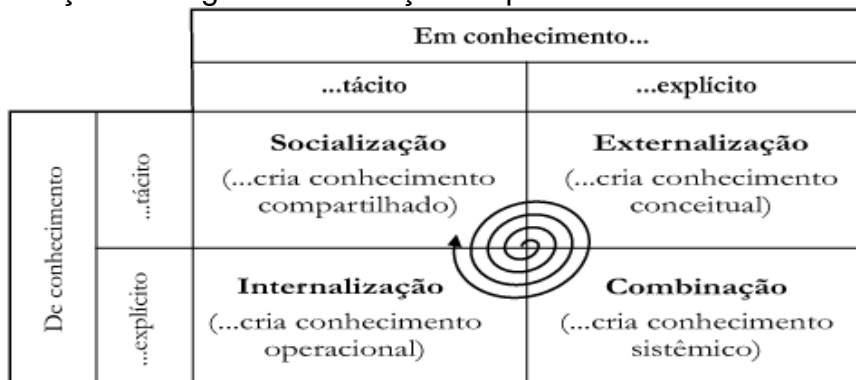 Em conhecimento...
...tácito
...explícito
De conhecimento
...tácito
Socialização
(...cria conhecimento
compartilhado)
Externalização
(...cria conhecimento
conceitual)
...explícito
Internalização
(...cria conhecimento
operacional)
Combinação
(...cria conhecimento
sistêmico)